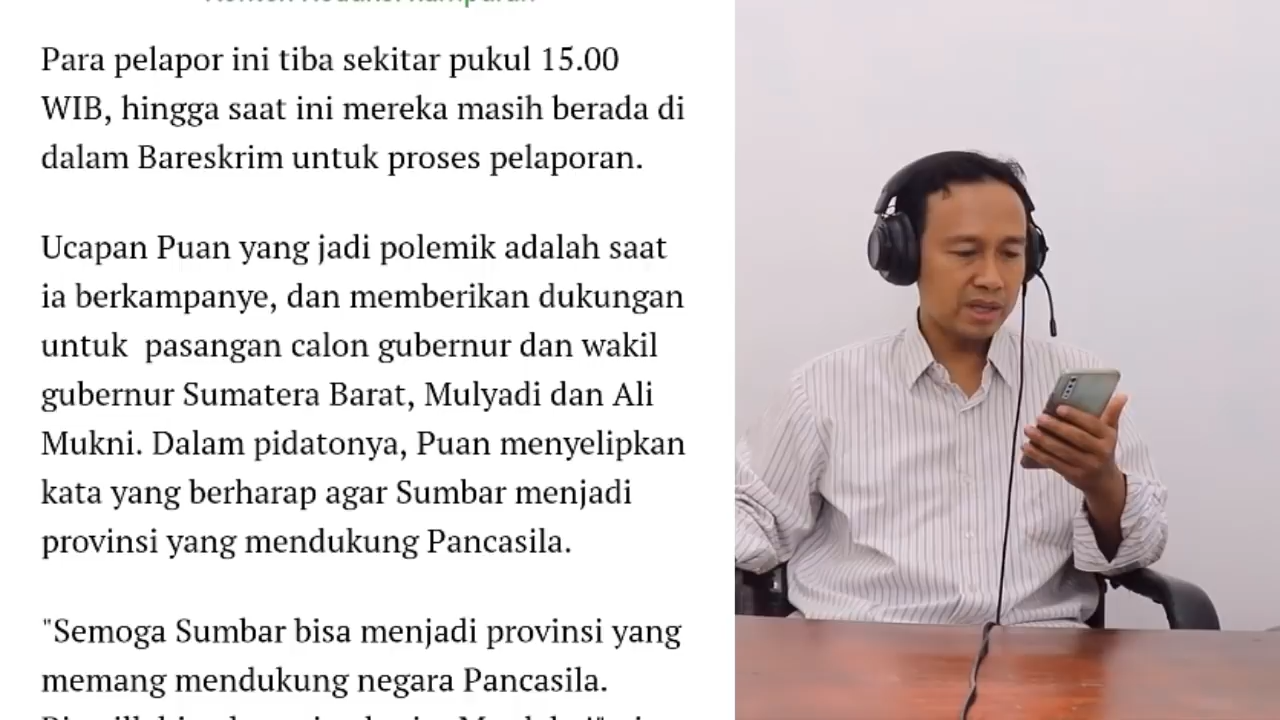 Para pelapor ini tiba sekitar pukul 15.00
WIB, hingga saat ini mereka masih berada di
dalam Bareskrim untuk proses pelaporan.
Ucapan Puan yang jadi polemik adalah saat
ia berkampanye, dan memberikan dukungan
untuk  pasangan calon gubernur dan wakil
gubernur Sumatera Barat, Mulyadi dan Ali
Mukni. Dalam pidatonya, Puan menyelipkan
kata yang berharap agar Sumbar menjadi
provinsi yang mendukung Pancasila.
"Semoga Sumbar bisa menjadi provinsi yang
memang mendukung negara Pancasila.